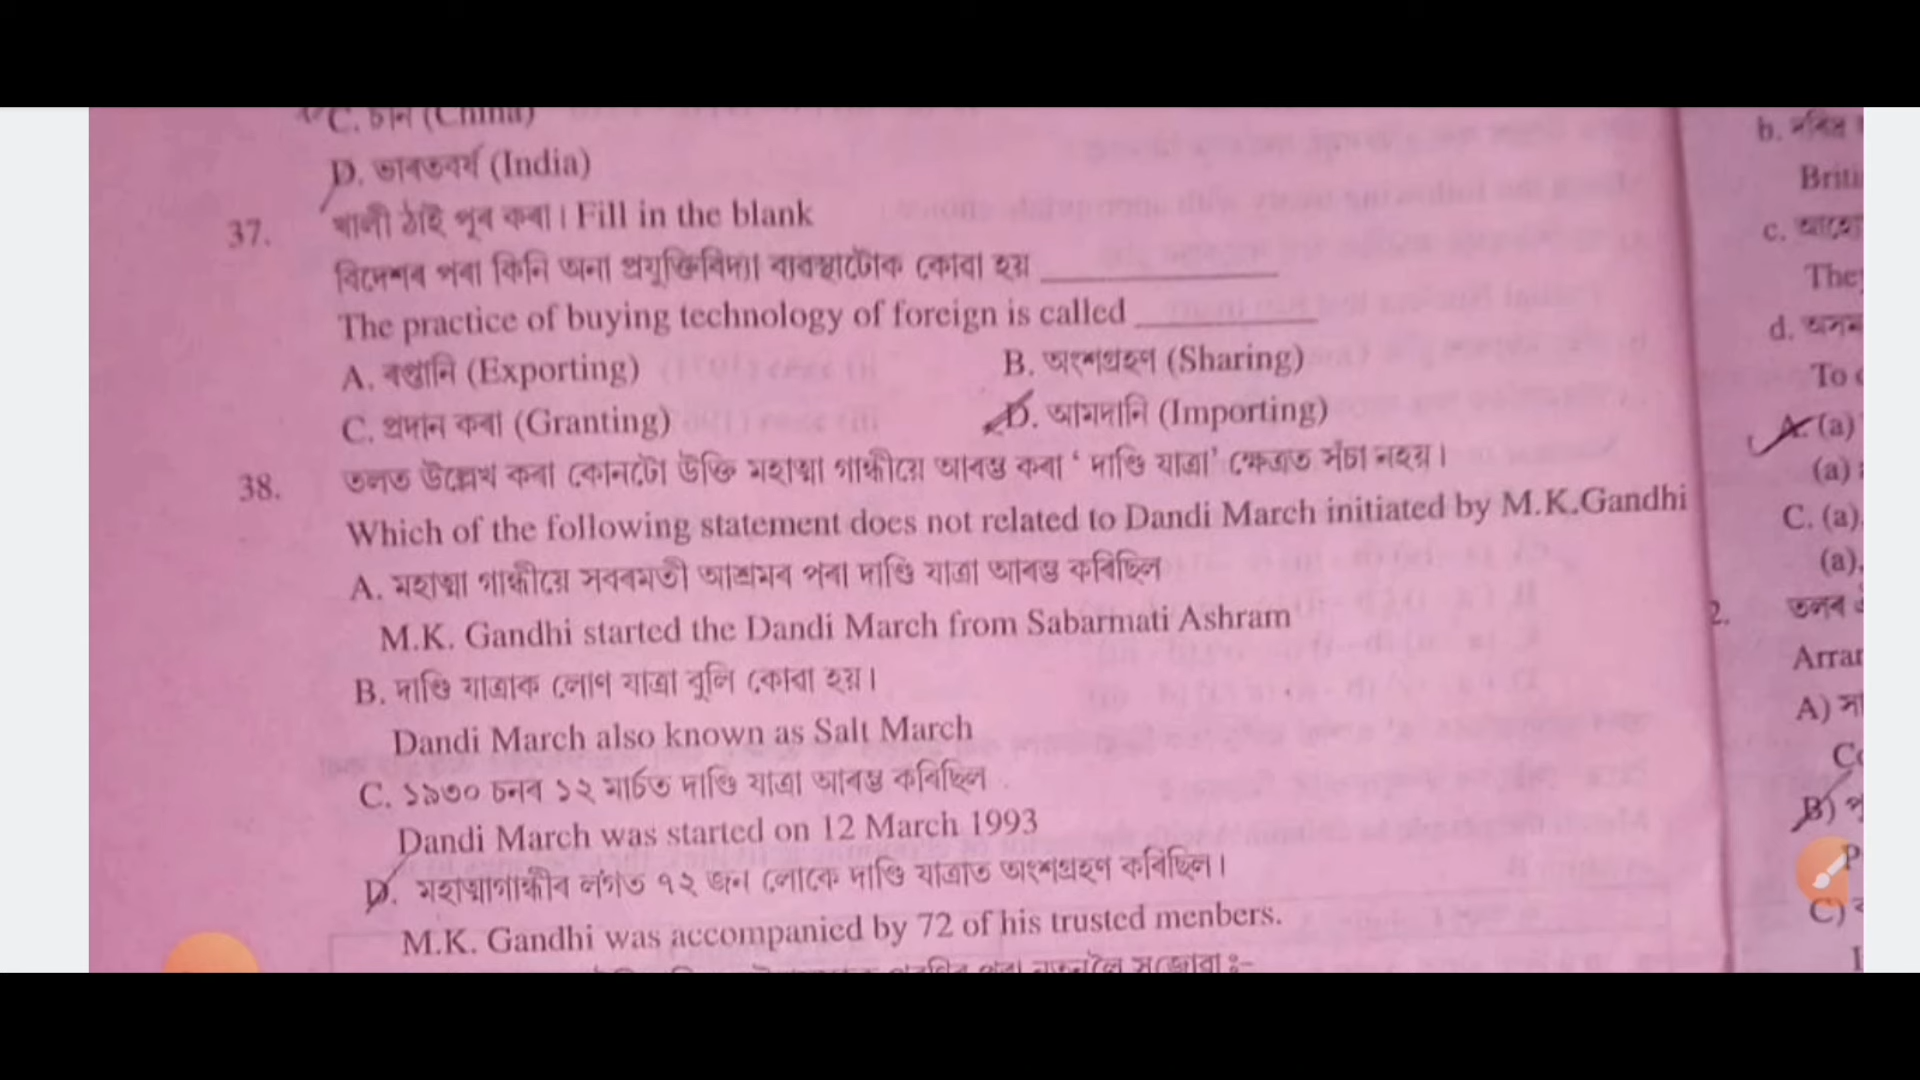 C. চীন (China)
D. ভাৰতবৰ্ষ (India)
37. খালী ঠাই পূৰ কৰা। Fill in the blank
বিদেশৰ পৰা কিনি অনা প্ৰযুক্তিবিদ্যা ব্যৱস্থাটোক কোৱা হয়
The practice of buying technology of foreign is called
A. ৰপ্তানি (Exporting)
B. অংশগ্ৰহণ (Sharing)
C. প্ৰদান কৰা (Granting)
D. আমদানি (Importing)
38. তলত উল্লেখ কৰা কোনটো উক্তি মহাত্মা গান্ধীয়ে আৰম্ভ কৰা ‘ দাণ্ডি যাত্ৰা’ ক্ষেত্ৰত সঁচা নহয়।
Which of the following statement does not related to Dandi March initiated by M.K.Gandhi
A. মহাত্মা গান্ধীয়ে সবৰমতী আশ্ৰমৰ পৰা দাণ্ডি যাত্ৰা আৰম্ভ কৰিছিল
M.K. Gandhi started the Dandi March from Sabarmati Ashram
B. দাণ্ডি যাত্ৰাক লোণ যাত্ৰা বুলি কোৱা হয়।
Dandi March also known as Salt March
C. ১৯৩০ চনৰ ১২ মাৰ্চত দাণ্ডি যাত্ৰা আৰম্ভ কৰিছিল
Dandi March was started on 12 March 1993
D. মহাত্মাগান্ধীৰ লগত ৭২ জন লোকে দাণ্ডি যাত্ৰাত অংশগ্ৰহণ কৰিছিল।
M.K. Gandhi was accompanied by 72 of his trusted menbers.
b.
Briti
c.
They
d.
To
A. (a)
(a)
C. (a).
(a).
2. তলৰ
Arrar
A)
B)
C)